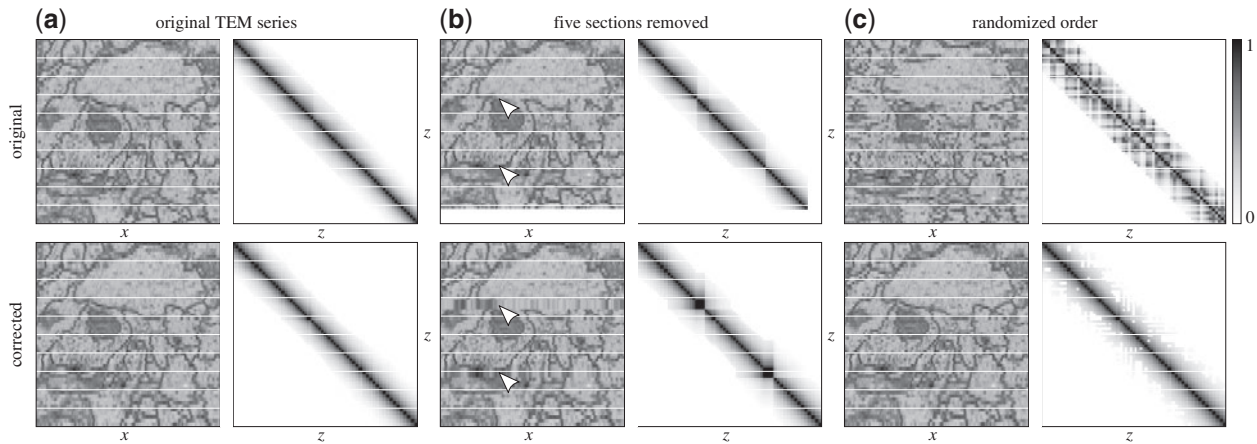 (a) original TEM series
(b) five sections removed
(c) randomized order
original
z
z
1
0
x
z
x
z
x
z
corrected
z
z
x
z
x
z
x
z